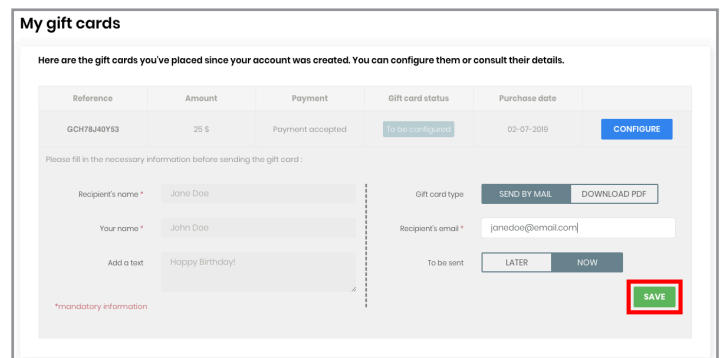 My gift cards
Here are the gift cards you've placed since your account was created. You can configure them or consult their details.
Reference Amount Payment Gift card status Purchase date
GCH78J40Y53 25 $ Payment accepted To be configured 02-07-2019 CONFIGURE
Please fill in the necessary information before sending the gift card :
Recipient's name * Jane Doe
Your name * John Doe
Add a text Happy Birthday!
*mandatory information
Gift card type SEND BY MAIL DOWNLOAD PDF
Recipient's email * janedoe@email.com
To be sent LATER NOW
SAVE